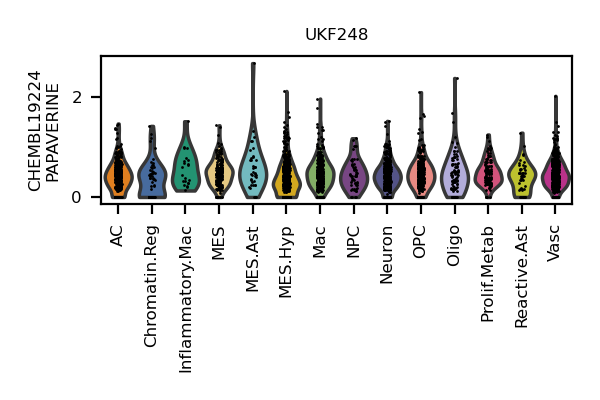 UKF248
CHEMBL19224
PAPAVERINE
2
0
AC
Chromatin.Reg
Inflammatory.Mac
MES
MES.Ast
MES.Hyp
Mac
NPC
Neuron
OPC
Oligo
Prolif.Metab
Reactive.Ast
Vasc